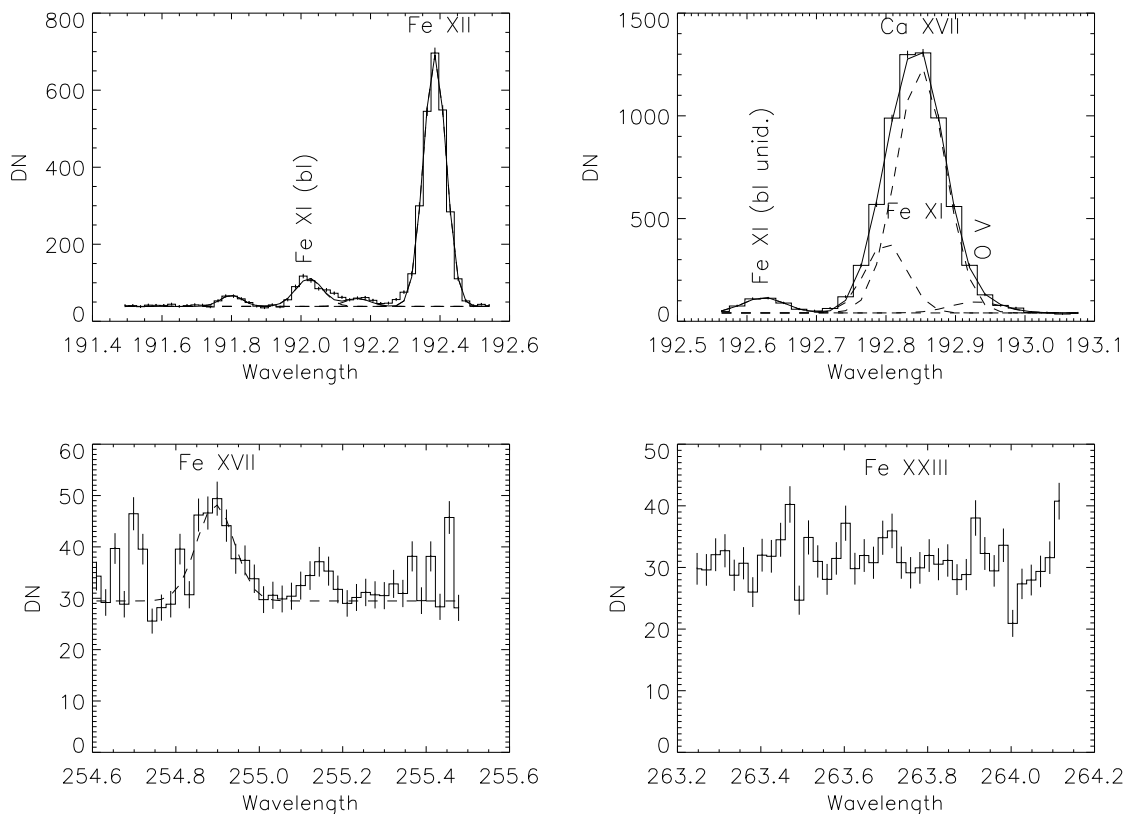 Fe XII
800
600
400
200
0
DN
Fe XI (bl)
191.4 191.6 191.8 192.0 192.2 192.4 192.6
Wavelength
Ca XVII
1500
1000
500
0
DN
Fe XI (bl unid.)
Fe XI
O V
192.5 192.6 192.7 192.8 192.9 193.0 193.1
Wavelength
Fe XVII
60
50
40
30
20
10
0
DN
254.6 254.8 255.0 255.2 255.4 255.6
Wavelength
Fe XXIII
50
40
30
20
10
0
DN
263.2 263.4 263.6 263.8 264.0 264.2
Wavelength